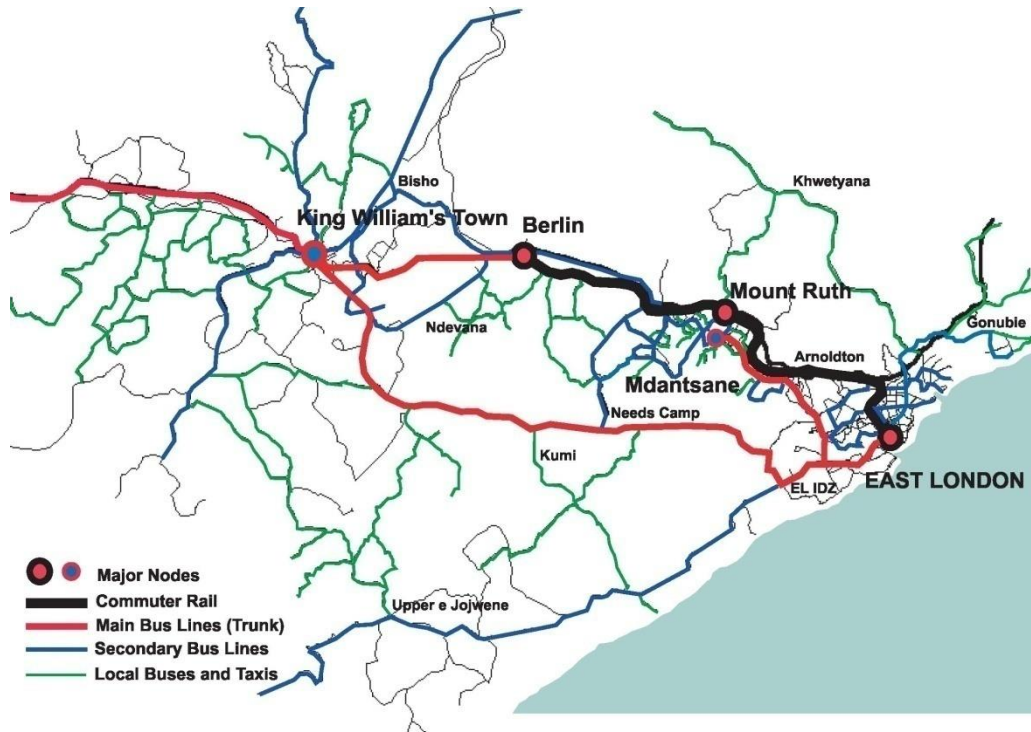 Khwetyana
Bisho
King William's Town
Berlin
Mount Ruth
Gonubie
Ndevana
Arnoldton
Mdantsane
Needs Camp
Kumi
EAST LONDON
EL IDZ
Upper e Jojwene
Major Nodes
Commuter Rail
Main Bus Lines (Trunk)
Secondary Bus Lines
Local Buses and Taxis